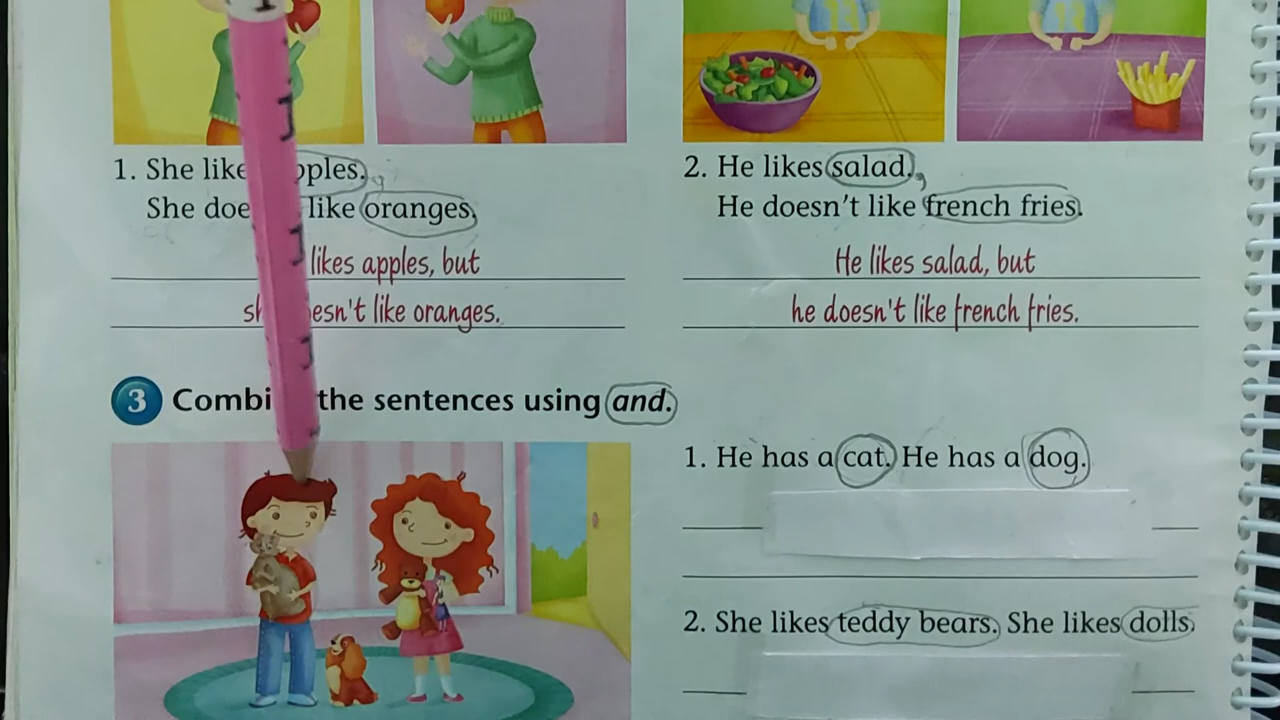 1. She like pples.
She doe like oranges.
likes apples, but
sh esn't like oranges.
2. He likes salad.,
He doesn't like french fries.
He likes salad, but
he doesn't like french fries.
3 Combi the sentences using and.
1. He has a cat. He has a dog.
2. She likes teddy bears. She likes dolls.